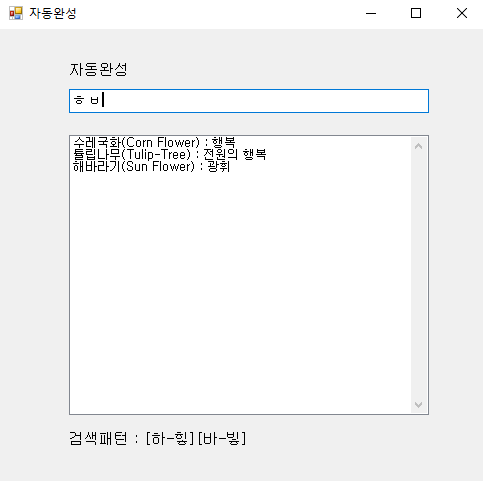 자동완성
자동완성
ㅎㅂ
수레국화(Corn Flower) : 행복
튤립나무(Tulip-Tree) : 전원의 행복
해바라기(Sun Flower) : 광휘
검색패턴 : [하-힣][바-빟]